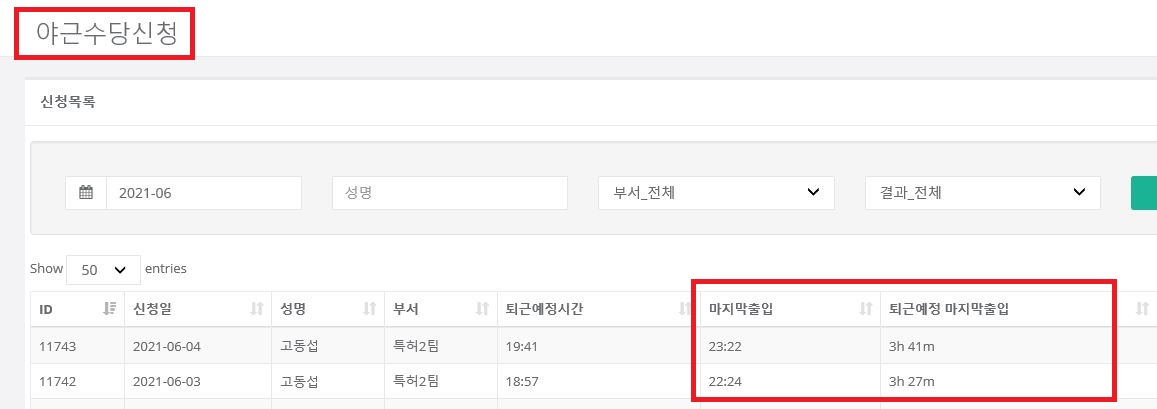 야근수당신청
신청목록
2021-06 성명 부서_전체 결과_전체
Show 50 entries
ID 신청일 성명 부서 퇴근예정시간 마지막출입 퇴근예정 마지막출입
11743 2021-06-04 고동섭 특허2팀 19:41 23:22 3h 41m
11742 2021-06-03 고동섭 특허2팀 18:57 22:24 3h 27m